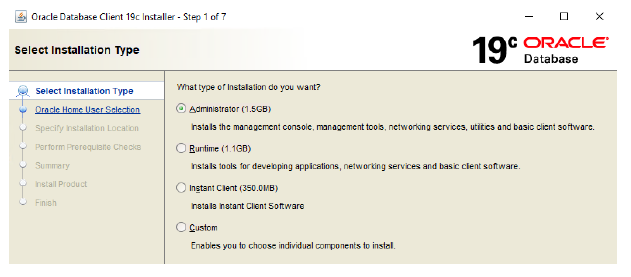 Oracle Database Client 19c Installer - Step 1 of 7
Select Installation Type
19c ORACLE
Database
Select Installation Type
Oracle Home User Selection
Specify Installation Location
Perform Prerequisite Checks
Summary
Install Product
Finish
What type of Installation do you want?
Administrator (1.5GB)
Installs the management console, management tools, networking services, utilities and basic client software.
Runtime (1.1GB)
Installs tools for developing applications, networking services and basic client software.
Instant Client (350.0MB)
Installs Instant Client Software
Custom
Enables you to choose individual components to install.